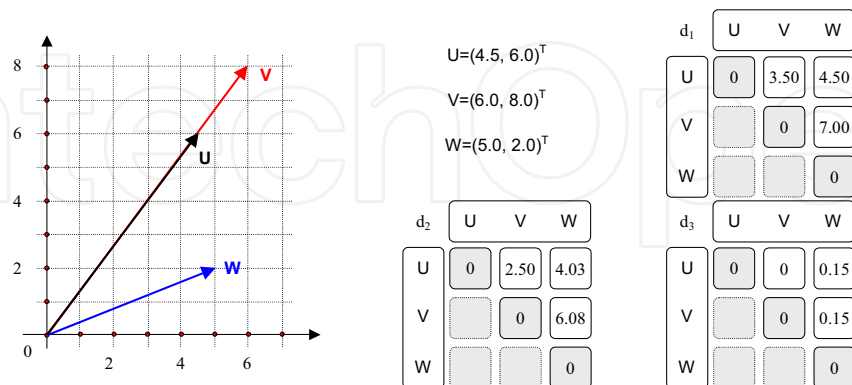 8
6
4
2
0
2
4
6
V
U
W
U=(4.5, 6.0)T
V=(6.0, 8.0)T
W=(5.0, 2.0)T
d1 U V W
U 0 3.50 4.50
V 0 7.00
W 0
d2 U V W
U 0 2.50 4.03
V 0 6.08
W 0
d3 U V W
U 0 0 0.15
V 0 0.15
W 0